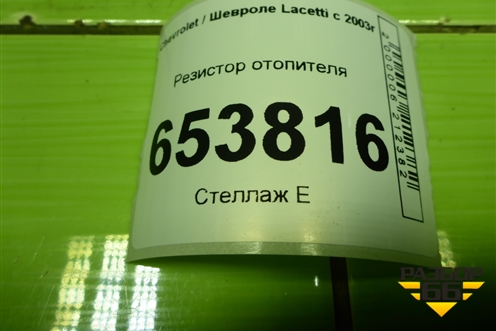 Chevrolet / Шевроле Lacetti с 2003г
Резистор отопителя
653816
Стеллаж Е
2000006212382
РАЗБОР
66